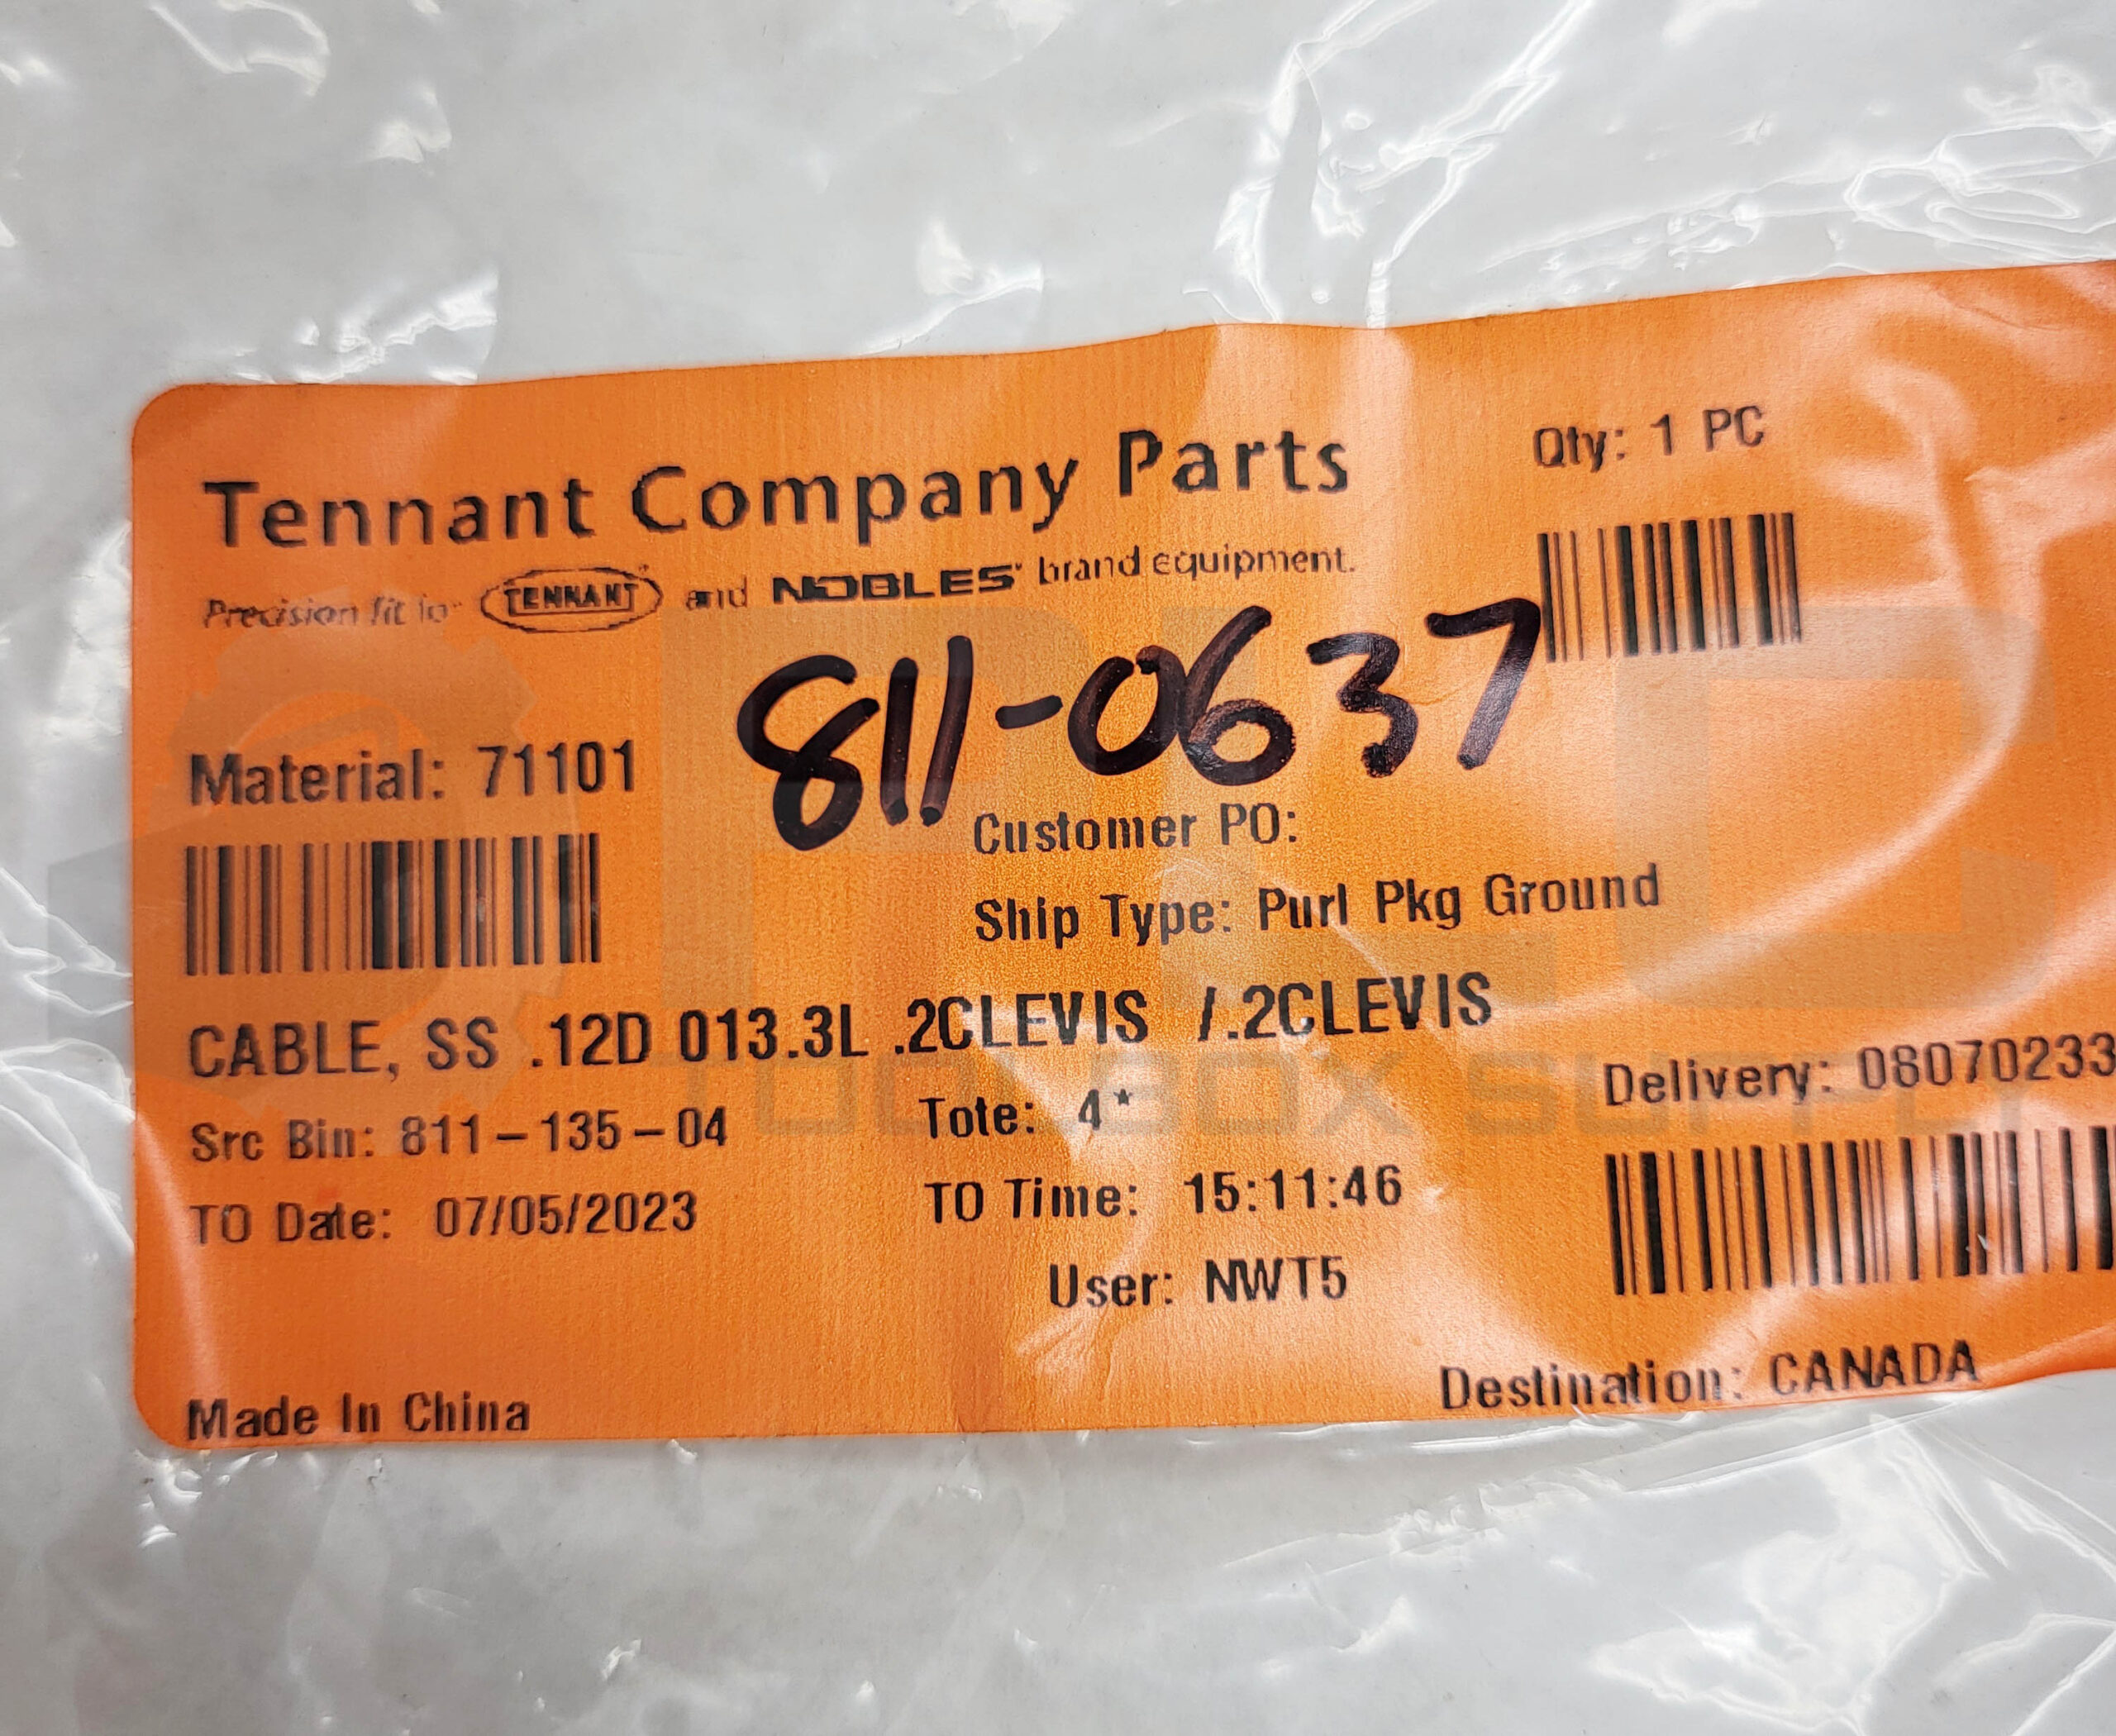 Tennant Company Parts
Qty: 1 PC
Precision fit to TENNANT® and NOBLES® brand equipment.
811-0637
Material: 71101
Customer PO:
Ship Type: Purl Pkg Ground
CABLE, SS .12D 013.3L .2CLEVIS /.2CLEVIS
TOOLBOX SUPPLY
Src Bin: 811-135-04
Tote: 4*
Delivery: 08070233
TO Date: 07/05/2023
TO Time: 15:11:46
User: NWT5
Made In China
Destination: CANADA